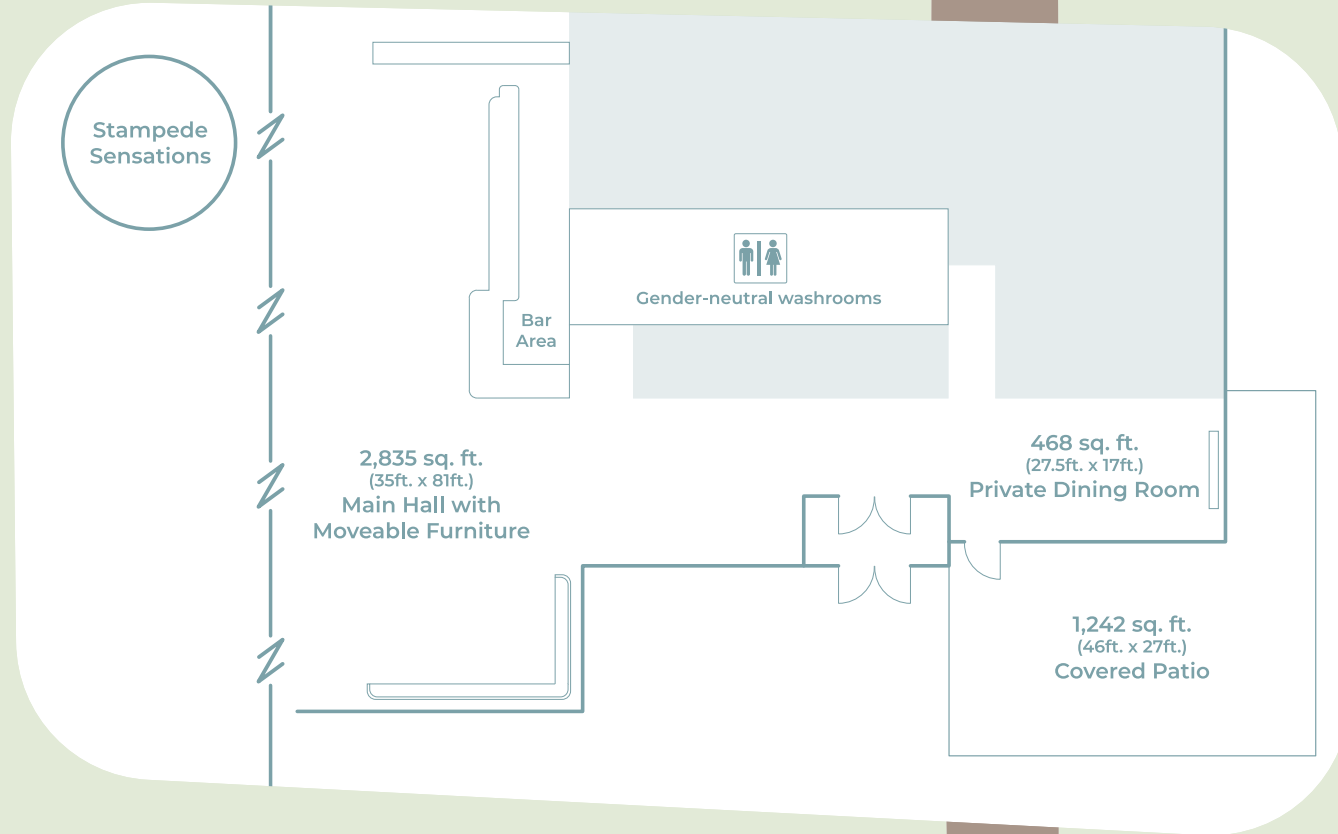 Stampede
Sensations
Gender-neutral washrooms
Bar
Area
2,835 sq. ft.
(35ft. x 81ft.)
Main Hall with
Moveable Furniture
468 sq. ft.
(27.5ft. x 17ft.)
Private Dining Room
1,242 sq. ft.
(46ft. x 27ft.)
Covered Patio